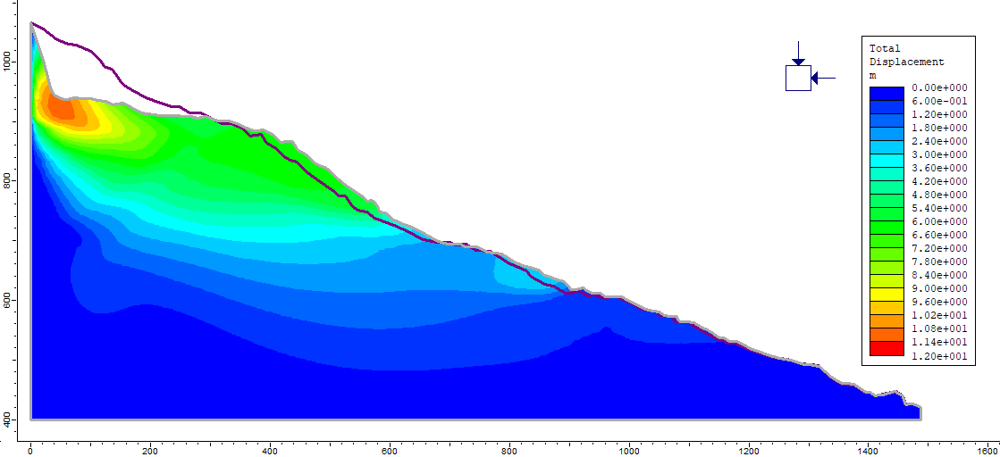 Total
Displacement
m
0.00e+000
6.00e-001
1.20e+000
1.80e+000
2.40e+000
3.00e+000
3.60e+000
4.20e+000
4.80e+000
5.40e+000
6.00e+000
6.60e+000
7.20e+000
7.80e+000
8.40e+000
9.00e+000
9.60e+000
1.02e+001
1.08e+001
1.14e+001
1.20e+001
1000
800
600
400
0 200 400 600 800 1000 1200 1400 1600